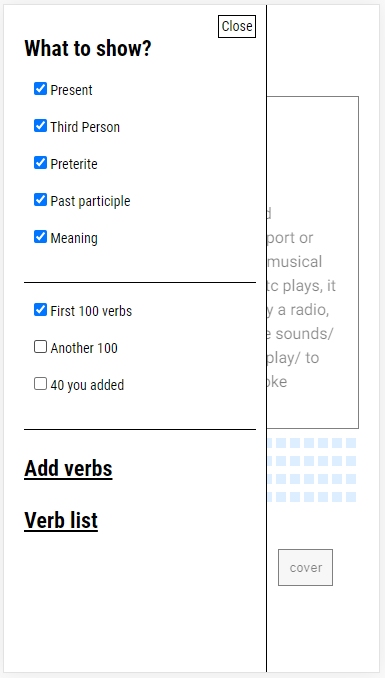 Close
What to show?
Present
Third Person
Preterite
Past participle
Meaning
port or
musical
tc plays, it
y a radio,
sounds/
play/ to
First 100 verbs
Another 100
40 you added
Add verbs
Verb list
cover